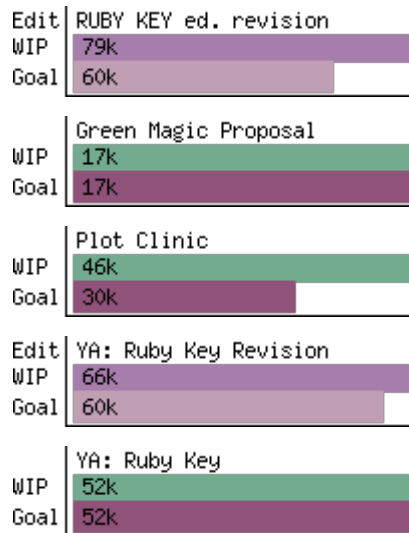 Edit RUBY KEY ed. revision
WIP 79k
Goal 60k
Green Magic Proposal
WIP 17k
Goal 17k
Plot Clinic
WIP 46k
Goal 30k
Edit YA: Ruby Key Revision
WIP 66k
Goal 60k
YA: Ruby Key
WIP 52k
Goal 52k